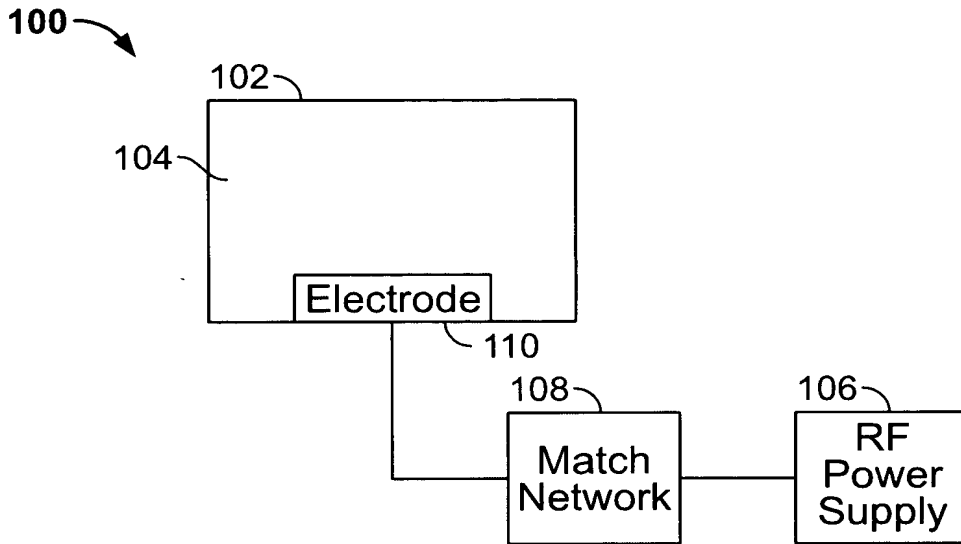 100
102
104
Electrode
110
108
106
Match
Network
RF
Power
Supply